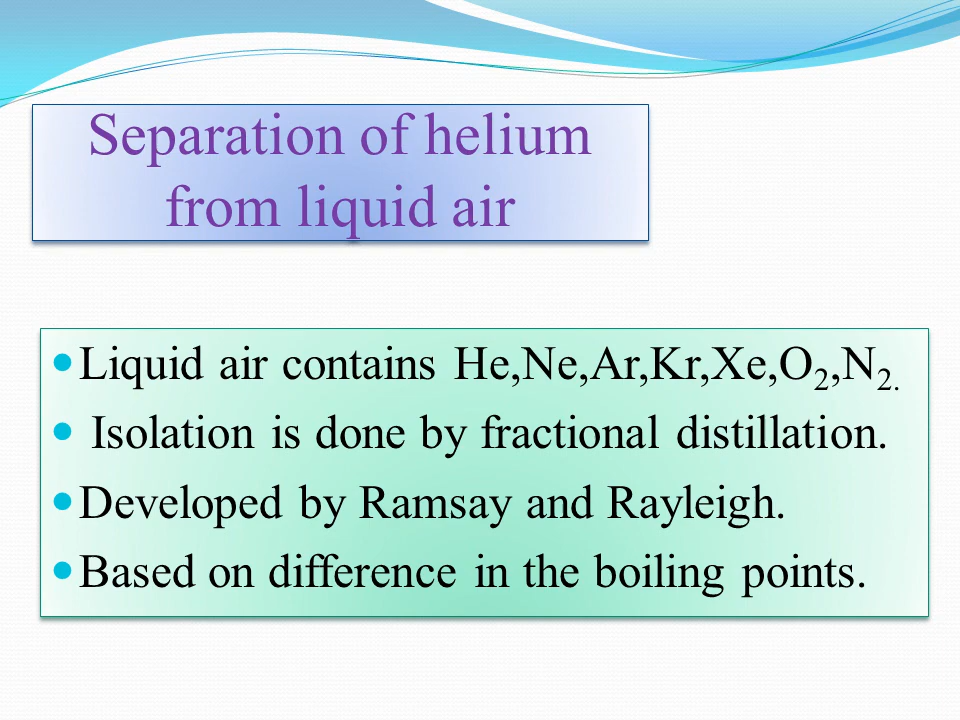 Separation of helium
from liquid air
• Liquid air contains He,Ne,Ar,Kr,Xe,O₂,N₂.
• Isolation is done by fractional distillation.
• Developed by Ramsay and Rayleigh.
• Based on difference in the boiling points.